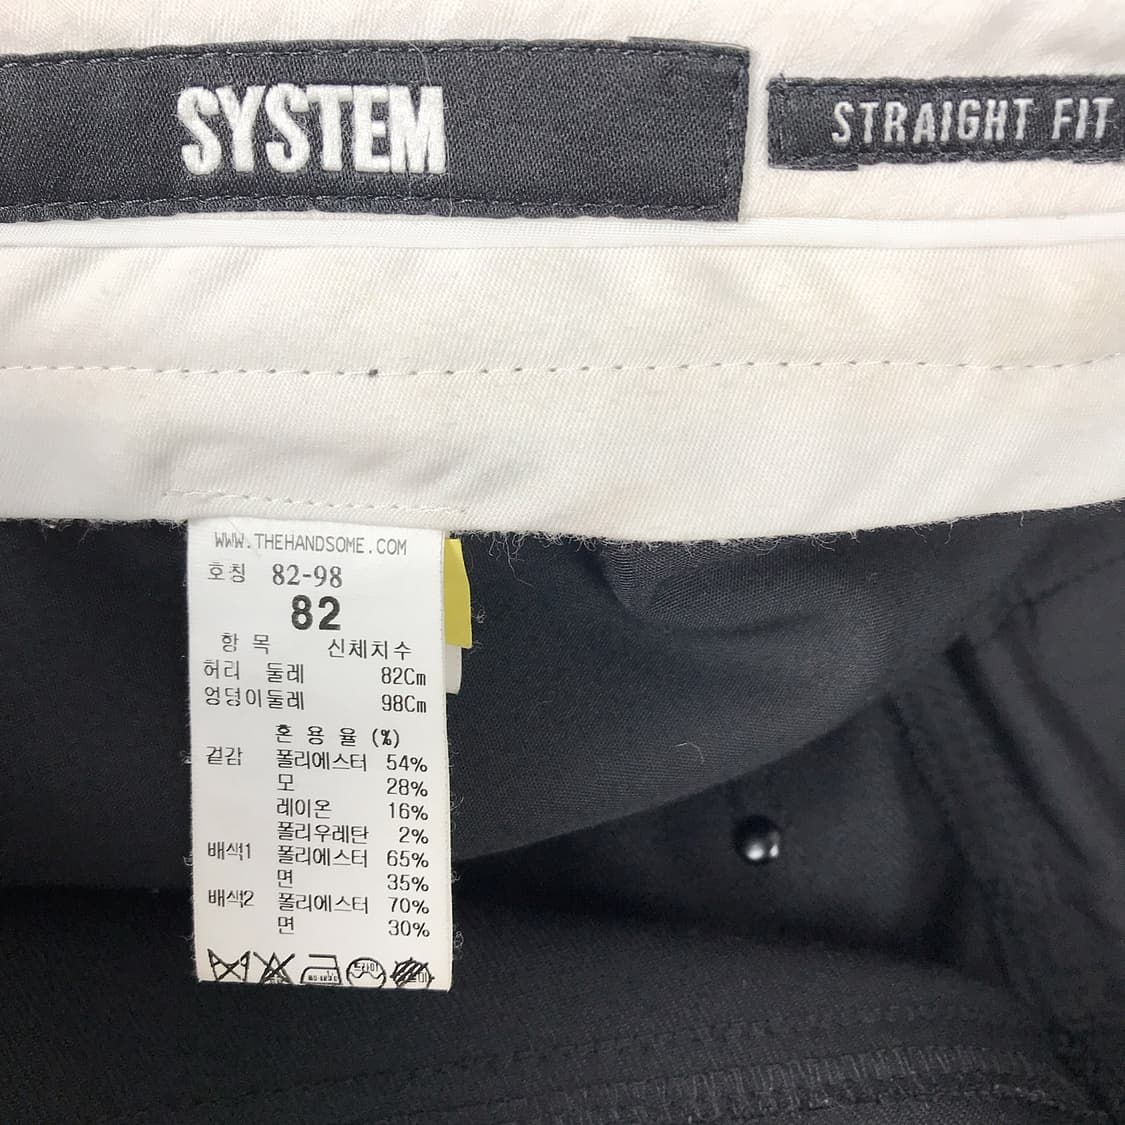 SYSTEM
STRAIGHT FIT
WWW.THEHANDSOME.COM
호칭 82-98
82
항 목 신체치수
허리 둘레 82Cm
엉덩이둘레 98Cm
혼 용 율 (%)
겉감 폴리에스터 54%
모 28%
레이온 16%
폴리우레탄 2%
배색1 폴리에스터 65%
면 35%
배색2 폴리에스터 70%
면 30%
드라이